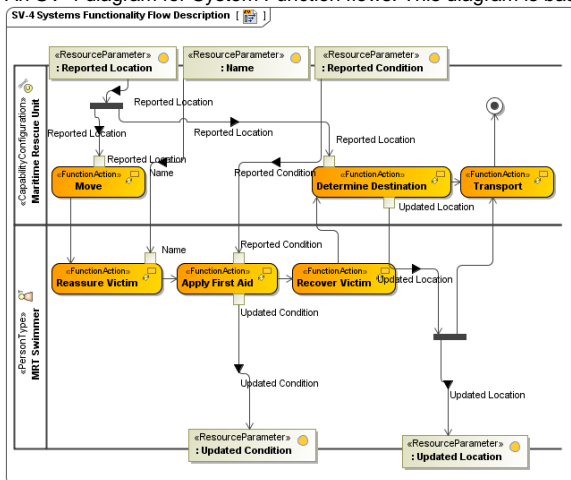 SV-4 Systems Functionality Flow Description [ ]
«ResourceParameter»
: Reported Location
«ResourceParameter»
: Name
«ResourceParameter»
: Reported Condition
«CapabilityConfiguration»
Maritime Rescue Unit
Reported Location
Reported Location
Reported Location
Reported Location
Reported Location
Name
Reported Condition
«FunctionAction»
Move
«FunctionAction»
Determine Destination
«FunctionAction»
Transport
Updated Location
«PersonType»
MRT Swimmer
Name
Reported Condition
«FunctionAction»
Reassure Victim
«FunctionAction»
Apply First Aid
«FunctionAction»
Recover Victim
Updated Location
Updated Condition
Updated Condition
Updated Location
«ResourceParameter»
: Updated Condition
«ResourceParameter»
: Updated Location